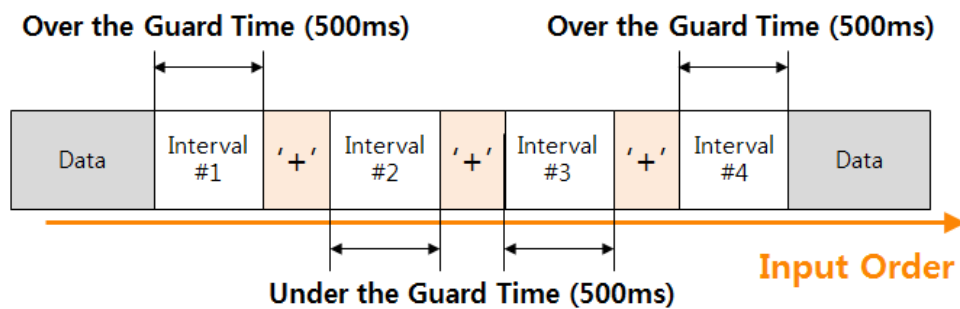 Over the Guard Time (500ms) Over the Guard Time (500ms)
Data Interval #1 '+' Interval #2 '+' Interval #3 '+' Interval #4 Data
Input Order
Under the Guard Time (500ms)